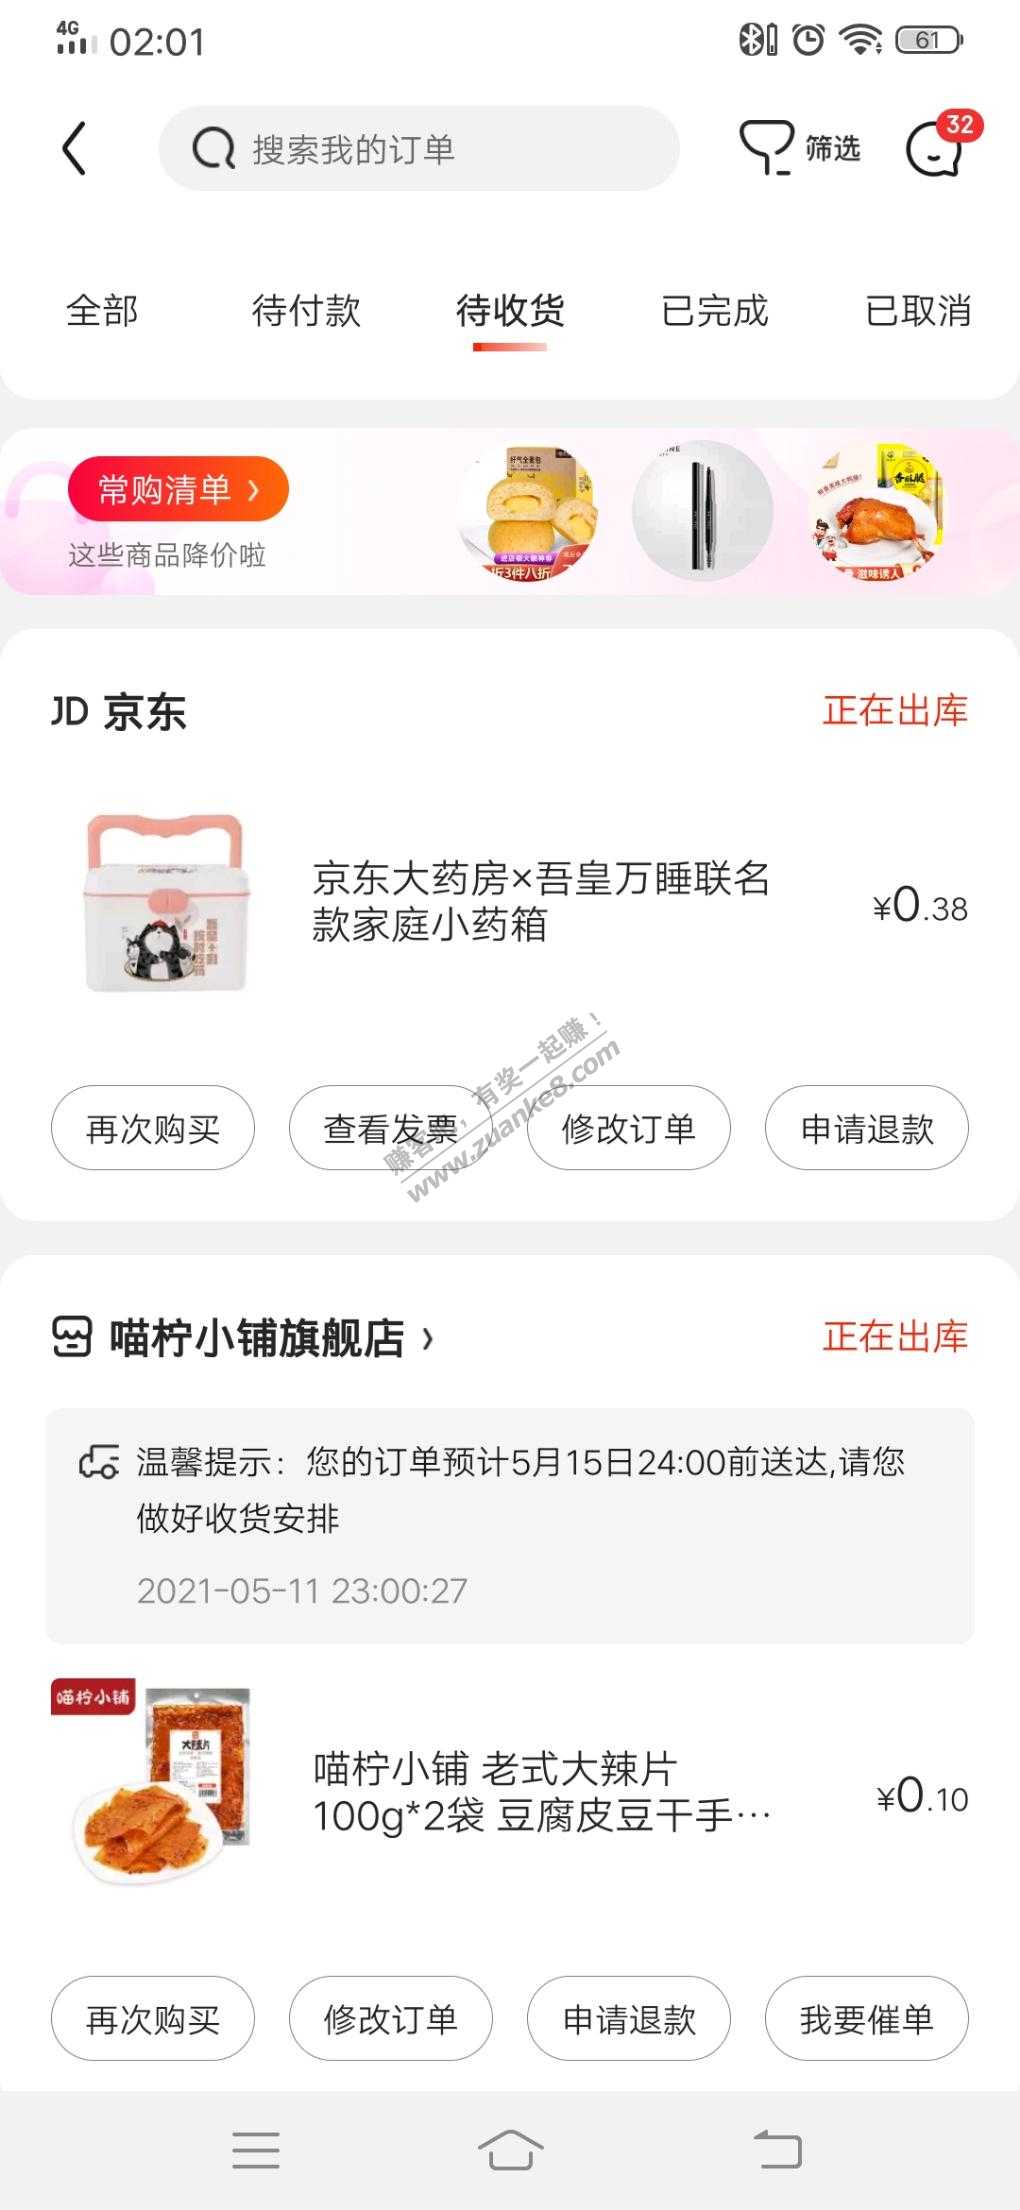 4G 02:01 61
搜索我的订单 筛选 32
全部 待付款 待收货 已完成 已取消
常购清单 ›
这些商品降价啦
滋味诱人
JD 京东 正在出库
京东大药房×吾皇万睡联名
款家庭小药箱
¥0.38
再次购买 查看发票 修改订单 申请退款
赚客吧,有奖一起赚!
www.zuanke8.com
喵柠小铺旗舰店 › 正在出库
温馨提示：您的订单预计5月15日24:00前送达,请您
做好收货安排
2021-05-11 23:00:27
喵柠小铺
大辣片
喵柠小铺 老式大辣片
100g*2袋 豆腐皮豆干手…
¥0.10
再次购买 修改订单 申请退款 我要催单